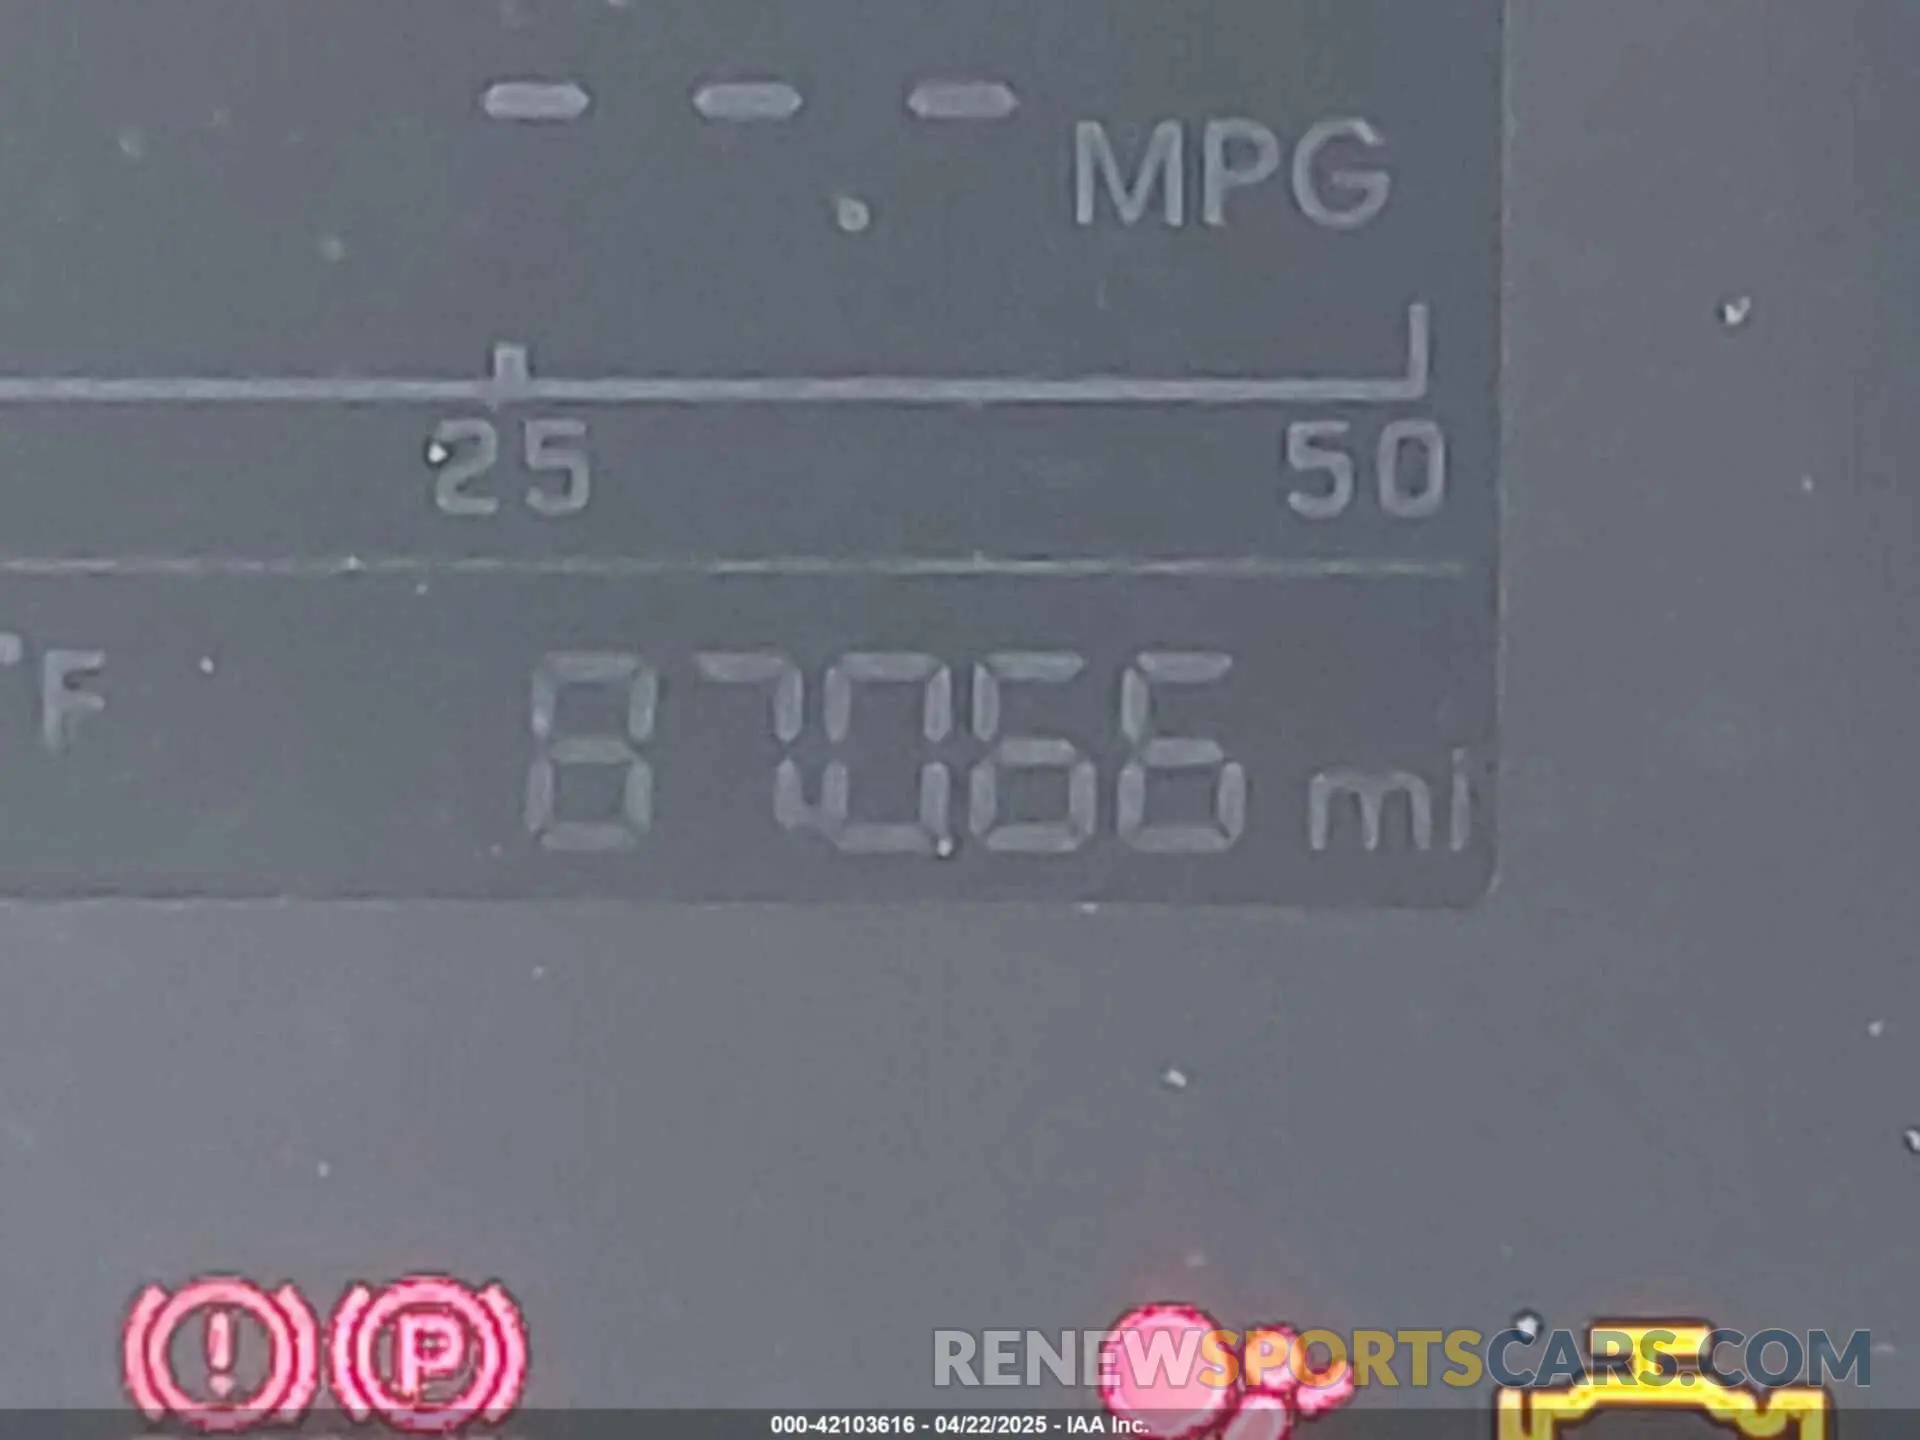 --- MPG
25 50
°F 87066 mi
! P
RENEWSPORTSCARS.COM
000-42103616 - 04/22/2025 - IAA Inc.